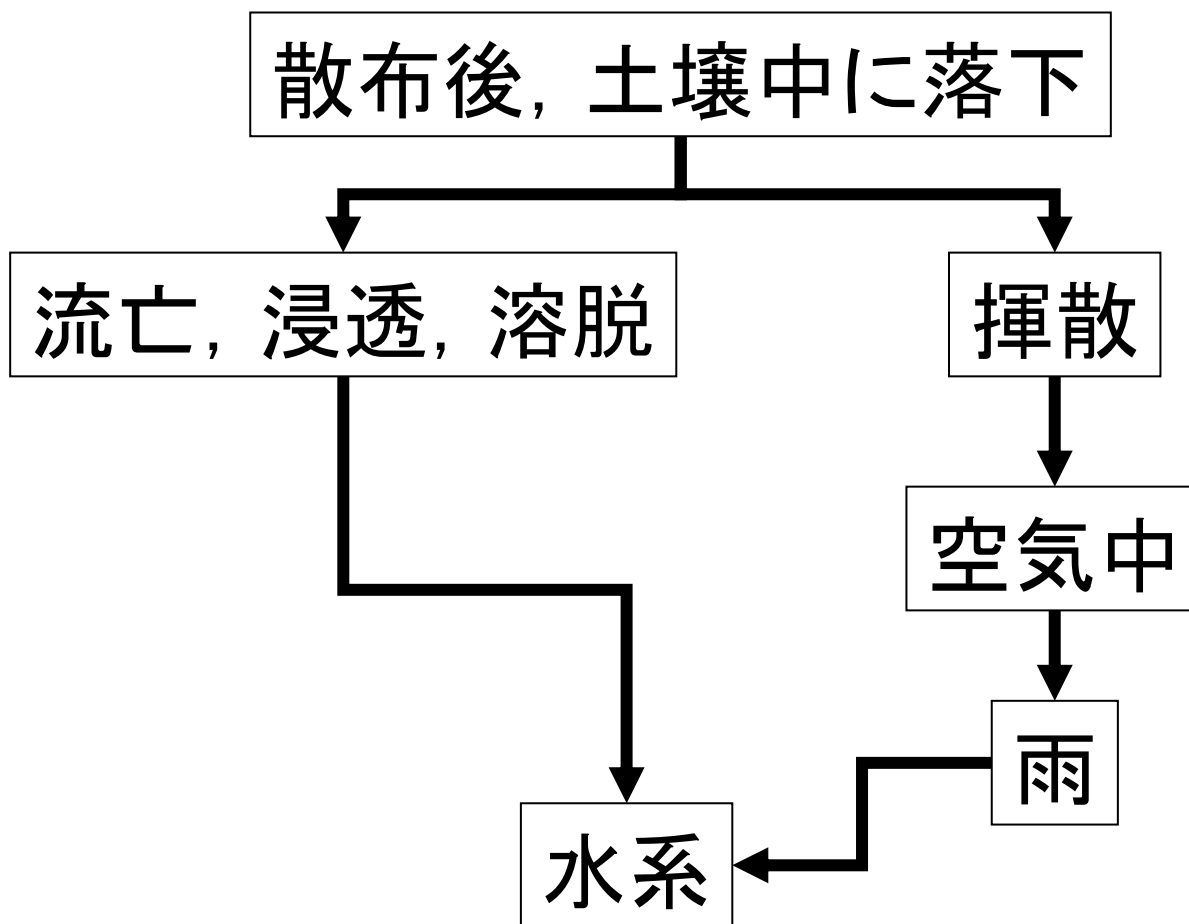 散布後, 土壌中に落下
流亡, 浸透, 溶脱
揮散
空気中
雨
水系